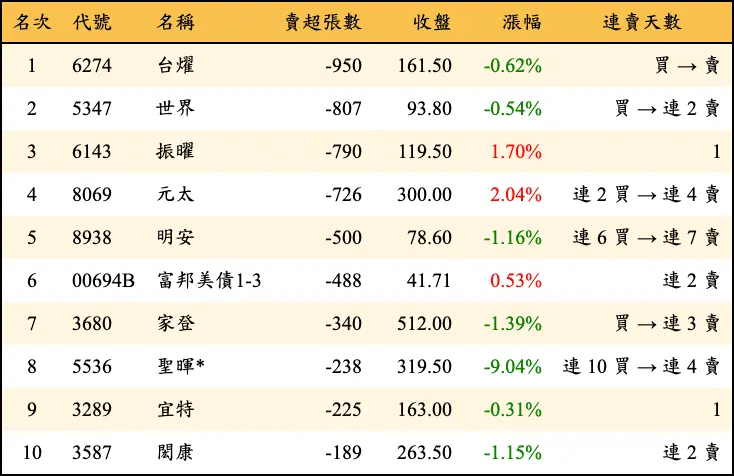 名次 代號 名稱 賣超張數 收盤 漲幅 連賣天數
1 6274 台燿 -950 161.50 -0.62% 買 → 賣
2 5347 世界 -807 93.80 -0.54% 買 → 連 2 賣
3 6143 振曜 -790 119.50 1.70% 1
4 8069 元太 -726 300.00 2.04% 連 2 買 → 連 4 賣
5 8938 明安 -500 78.60 -1.16% 連 6 買 → 連 7 賣
6 00694B 富邦美債1-3 -488 41.71 0.53% 連 2 賣
7 3680 家登 -340 512.00 -1.39% 買 → 連 3 賣
8 5536 聖暉* -238 319.50 -9.04% 連 10 買 → 連 4 賣
9 3289 宜特 -225 163.00 -0.31% 1
10 3587 閎康 -189 263.50 -1.15% 連 2 賣